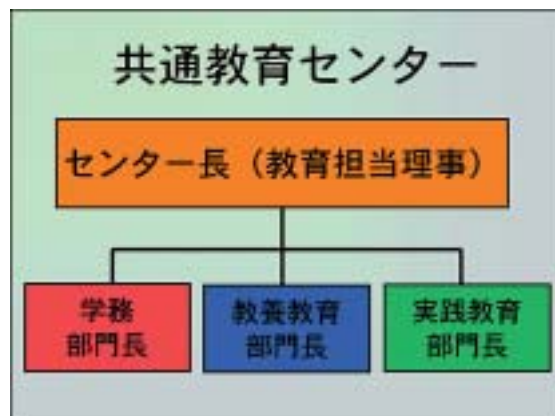 共通教育センター
センター長（教育担当理事）
学務
部門長
教養教育
部門長
実践教育
部門長